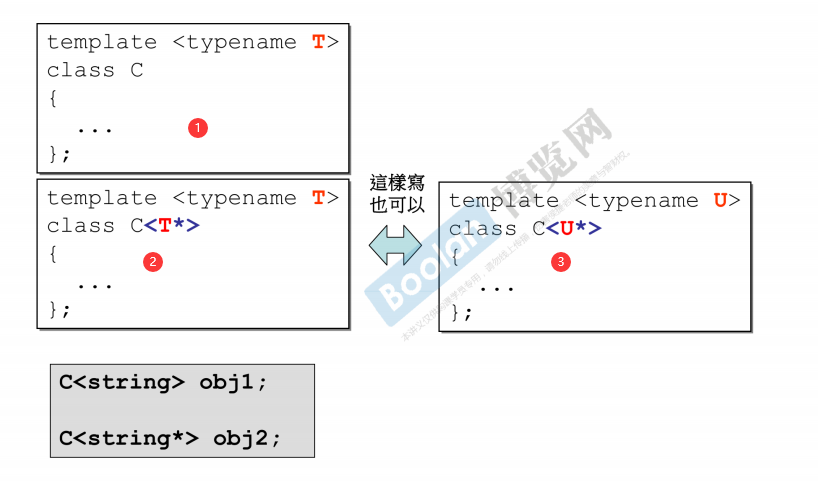 template <typename T>
class C
{
...
1
};
template <typename T>
class C<T*>
{
2
...
};
這樣寫
也可以
template <typename U>
class C<U*>
{
3
...
};
Boolan 博览网
C<string> obj1;
C<string*> obj2;